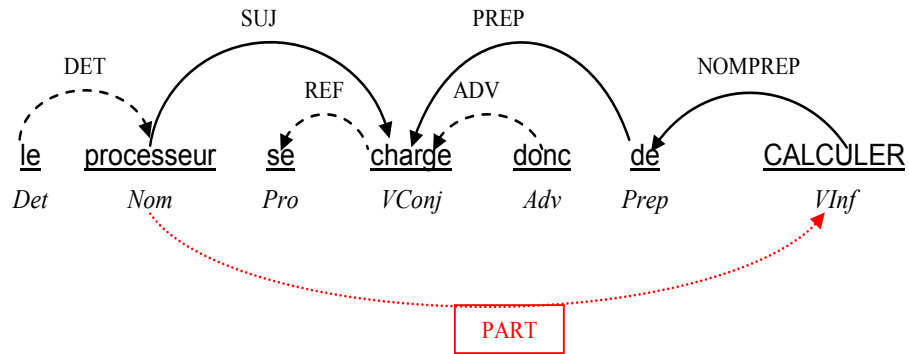 SUJ PREP
DET NOMPREP
REF ADV
le processeur se charge donc de CALCULER
Det Nom Pro VConj Adv Prep VInf
PART